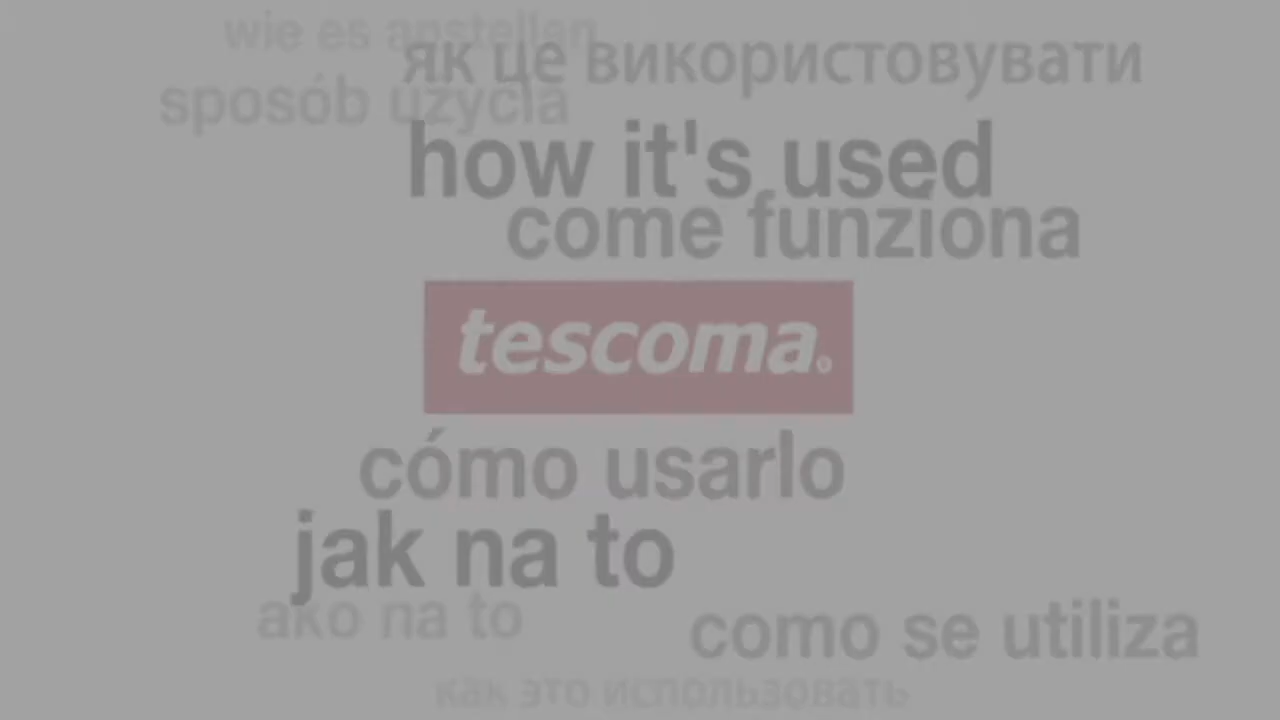 wie es anstellen
як це використовувати
sposób użycia
how it's used
come funziona
tescoma®
cómo usarlo
jak na to
ako na to
como se utiliza
как это использовать